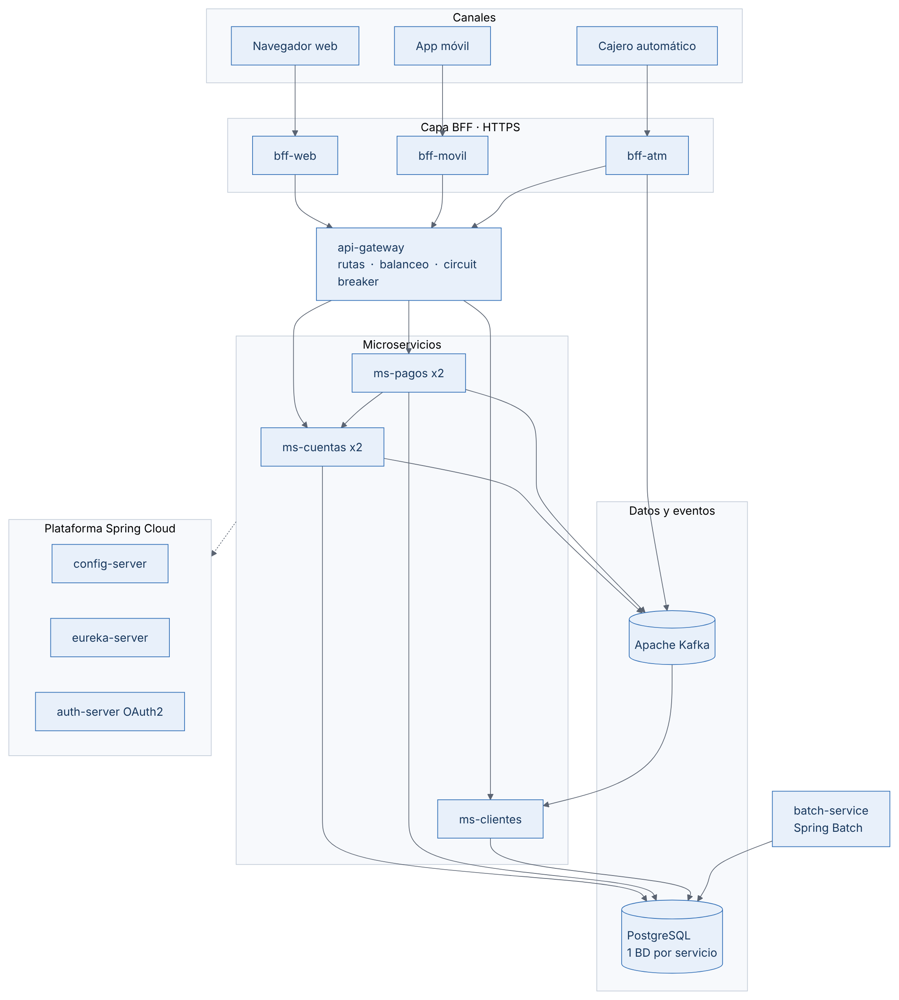 Canales
Navegador web
App móvil
Cajero automático
Capa BFF · HTTPS
bff-web
bff-movil
bff-atm
api-gateway
rutas · balanceo · circuit
breaker
Microservicios
ms-pagos x2
ms-cuentas x2
Datos y eventos
Plataforma Spring Cloud
config-server
eureka-server
Apache Kafka
auth-server OAuth2
ms-clientes
batch-service
Spring Batch
PostgreSQL
1 BD por servicio